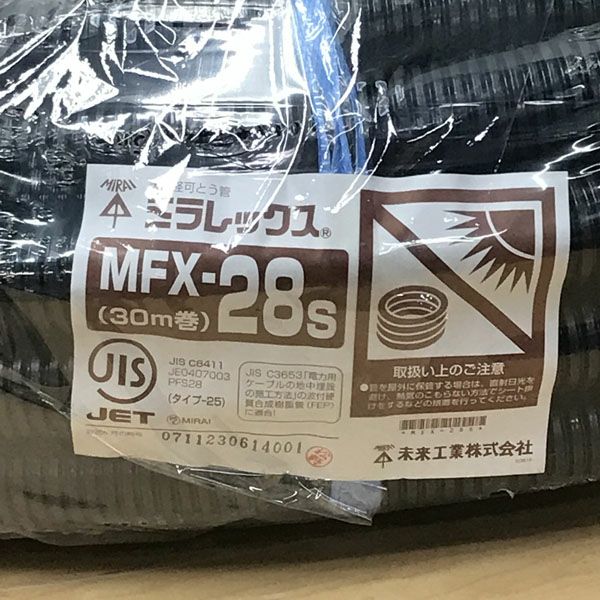 MIRAI
径可とう管
ミラレックス®
MFX-28S
(30m巻)
JIS
JET
JIS C8411
JE0407003
PFS28
(タイプ-25)
JIS C3653「電力用
ケーブルの地中埋設
の施工方法」の波付硬
質合成樹脂管(FEP)
に適合!
MIRAI
0711230614001
取扱い上のご注意
●管を屋外に保管する場合は、直射日光を
避け、熱気のこもらない方法でシート掛
けをするなどの措置を行ってください。
MIRAI
未来工業株式会社